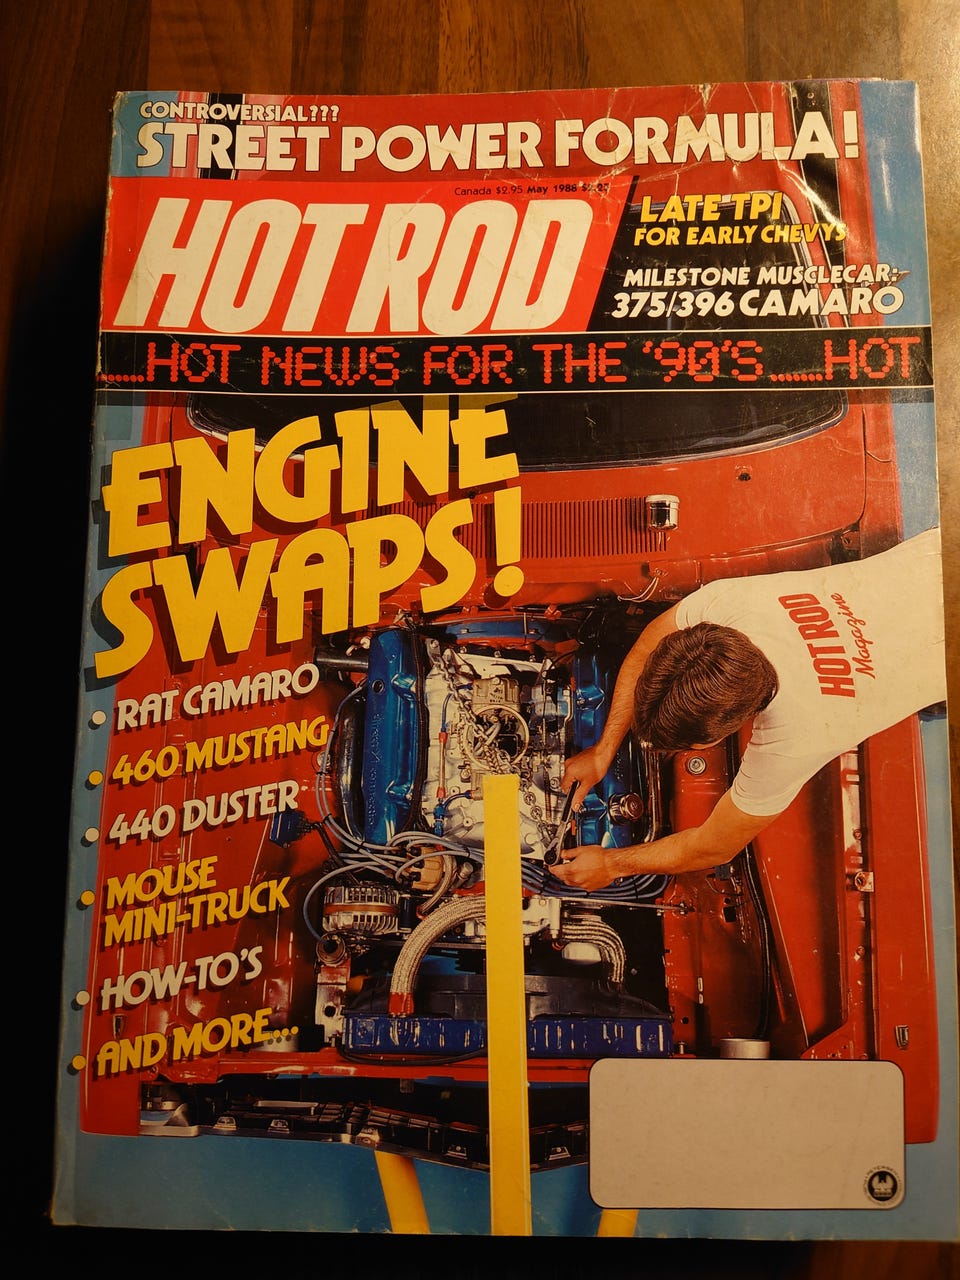 CONTROVERSIAL???
STREET POWER FORMULA!
Canada $2.95 May 1988
HOT ROD
LATE TPI
FOR EARLY CHEVYS
MILESTONE MUSCLECAR:
375/396 CAMARO
......HOT NEWS FOR THE '90'S......HOT
ENGINE
SWAPS!
• RAT CAMARO
• 460 MUSTANG
• 440 DUSTER
• MOUSE
MINI-TRUCK
• HOW-TO'S
• AND MORE...
HOT ROD
Magazine